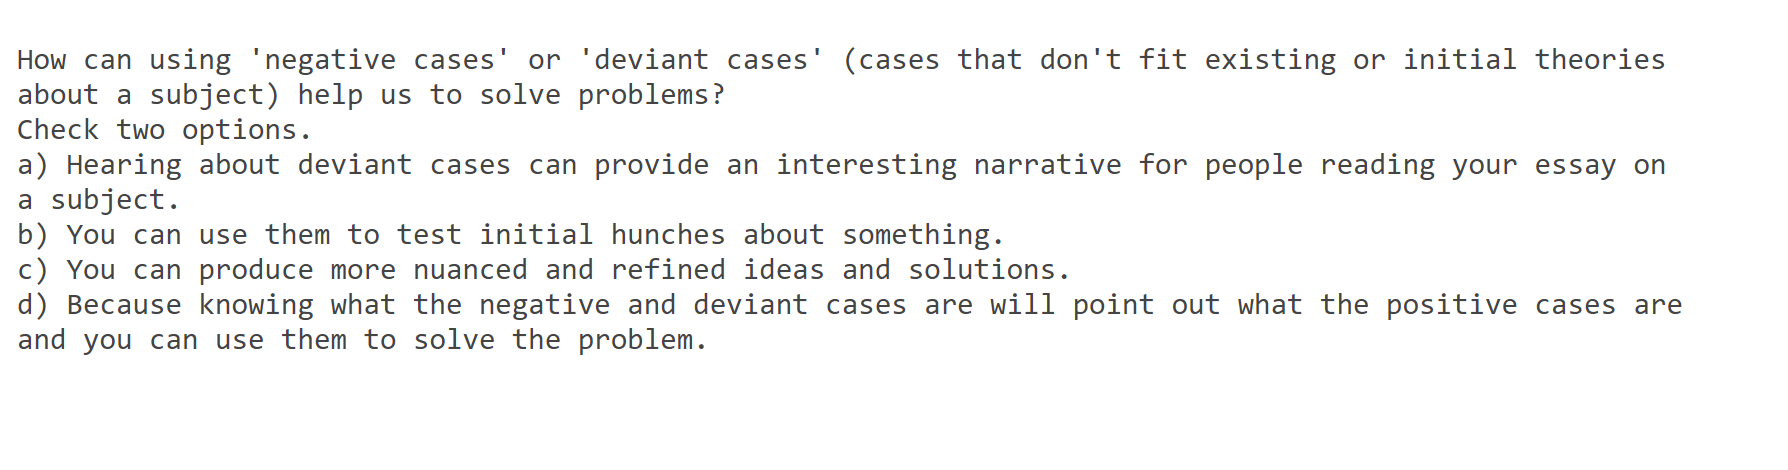 How can using 'negative cases' or 'deviant cases' (cases that don't fit existing or initial theories
about a subject) help us to solve problems?
Check two options.
a) Hearing about deviant cases can provide an interesting narrative for people reading your essay on
a subject.
b) You can use them to test initial hunches about something.
c) You can produce more nuanced and refined ideas and solutions.
d) Because knowing what the negative and deviant cases are will point out what the positive cases are
and you can use them to solve the problem.